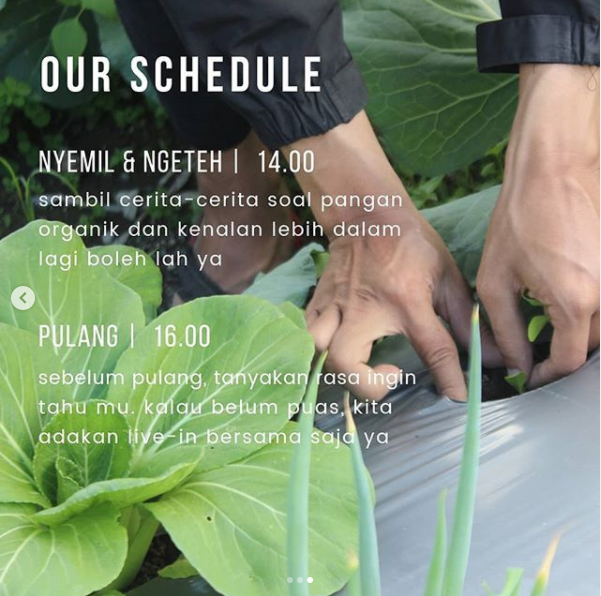 OUR SCHEDULE
NYEMIL & NGETEH | 14.00
sambil cerita-cerita soal pangan
organik dan kenalan lebih dalam
lagi boleh lah ya
PULANG | 16.00
sebelum pulang, tanyakan rasa ingin
tahu mu. kalau belum puas, kita
adakan live-in bersama saja ya